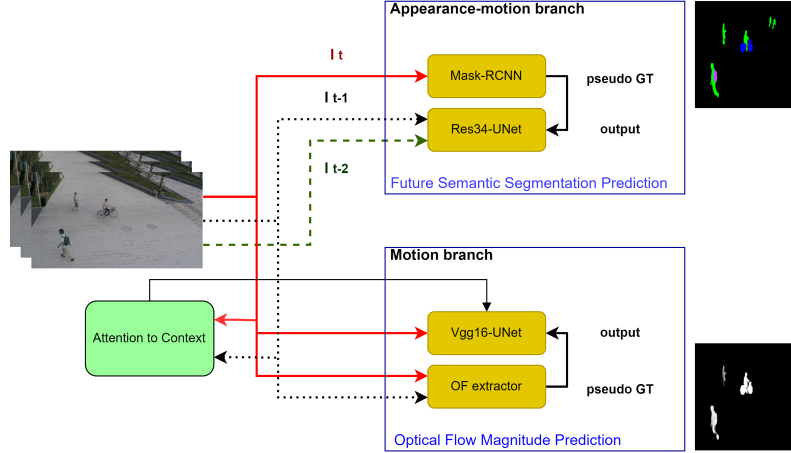 Appearance-motion branch
I t
Mask-RCNN
pseudo GT
I t-1
Res34-UNet
output
I t-2
Future Semantic Segmentation Prediction
Motion branch
Attention to Context
Vgg16-UNet
output
OF extractor
pseudo GT
Optical Flow Magnitude Prediction